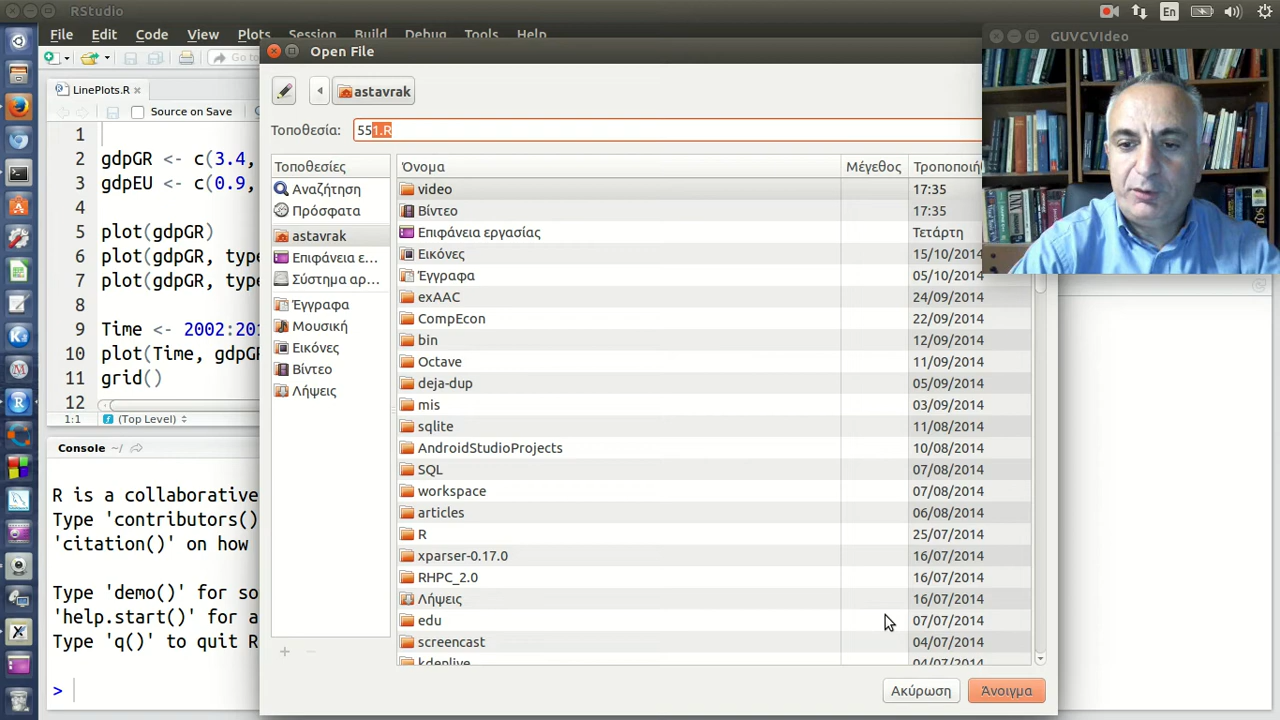 RStudio
En
File Edit Code View Plots Session Build Debug Tools Help
Open File
GUVCVIdeo
Go to
LinePlots.R
astavrak
Source on Save
Τοποθεσία: 551.R
Τοποθεσίες
Αναζήτηση
Πρόσφατα
astavrak
Επιφάνεια ε...
Σύστημα αρ...
Έγγραφα
Μουσική
Εικόνες
Βίντεο
Λήψεις
Όνομα Μέγεθος Τροποποιή
video 17:35
Βίντεο 17:35
Επιφάνεια εργασίας Τετάρτη
Εικόνες 15/10/2014
Έγγραφα 05/10/2014
exAAC 24/09/2014
CompEcon 22/09/2014
bin 12/09/2014
Octave 11/09/2014
deja-dup 05/09/2014
mis 03/09/2014
sqlite 11/08/2014
AndroidStudioProjects 10/08/2014
SQL 07/08/2014
workspace 07/08/2014
articles 06/08/2014
R 25/07/2014
xparser-0.17.0 16/07/2014
RHPC_2.0 16/07/2014
Λήψεις 16/07/2014
edu 07/07/2014
screencast 04/07/2014
kdenlive 04/07/2014
Ακύρωση Άνοιγμα
1
2 gdpGR <- c(3.4,
3 gdpEU <- c(0.9,
4
5 plot(gdpGR)
6 plot(gdpGR, type
7 plot(gdpGR, type
8
9 Time <- 2002:201
10 plot(Time, gdpGR
11 grid()
12
1:1 (Top Level)
Console ~/
R is a collaborative
Type 'contributors()'
'citation()' on how
Type 'demo()' for so
'help.start()' for a
Type 'q()' to quit R
>